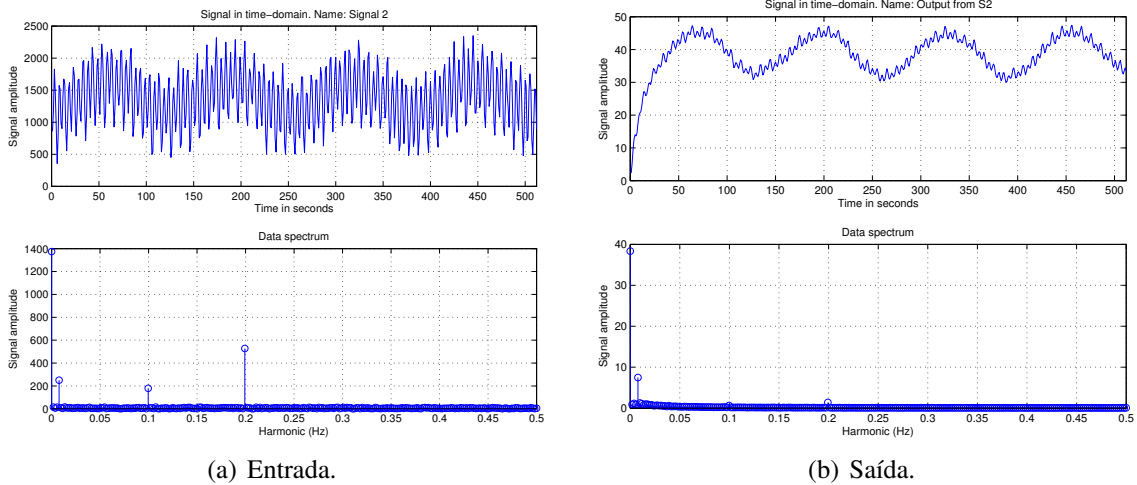 Signal in time−domain. Name: Signal 2
Signal amplitude
2500
2000
1500
1000
500
0
0 50 100 150 200 250 300 350 400 450 500
Time in seconds
Data spectrum
Signal amplitude
1400
1200
1000
800
600
400
200
0
0 0.05 0.1 0.15 0.2 0.25 0.3 0.35 0.4 0.45 0.5
Harmonic (Hz)
(a) Entrada.
Signal in time−domain. Name: Output from S2
Signal amplitude
50
40
30
20
10
0
0 50 100 150 200 250 300 350 400 450 500
Time in seconds
Data spectrum
Signal amplitude
40
30
20
10
0
0 0.05 0.1 0.15 0.2 0.25 0.3 0.35 0.4 0.45 0.5
Harmonic (Hz)
(b) Saída.